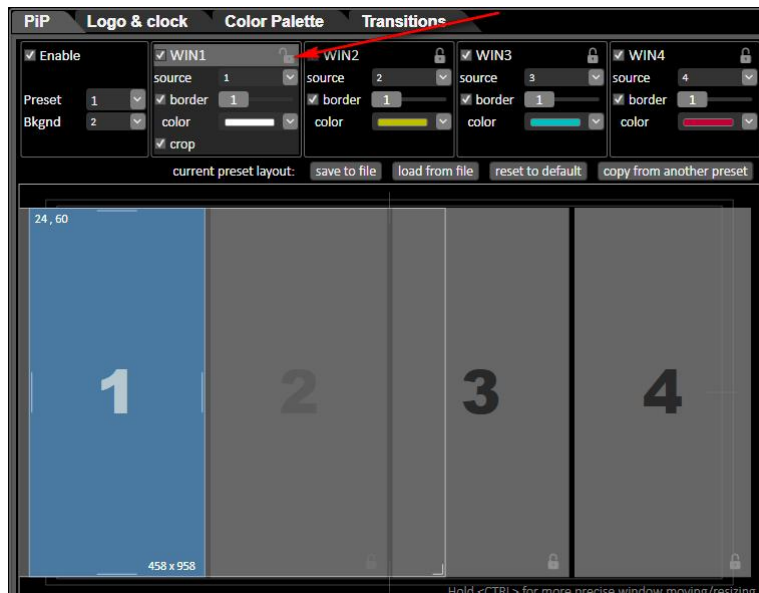 PiP Logo & clock Color Palette Transitions
Enable WIN1 WIN2 WIN3 WIN4
source 1 source 2 source 3 source 4
Preset 1 border 1 border 1 border 1 border 1
Bkgnd 2 color color color color
crop
current preset layout: save to file load from file reset to default copy from another preset
24 , 60
1 2 3 4
458 x 958
Hold <CTRL> for more precise window moving/resizing